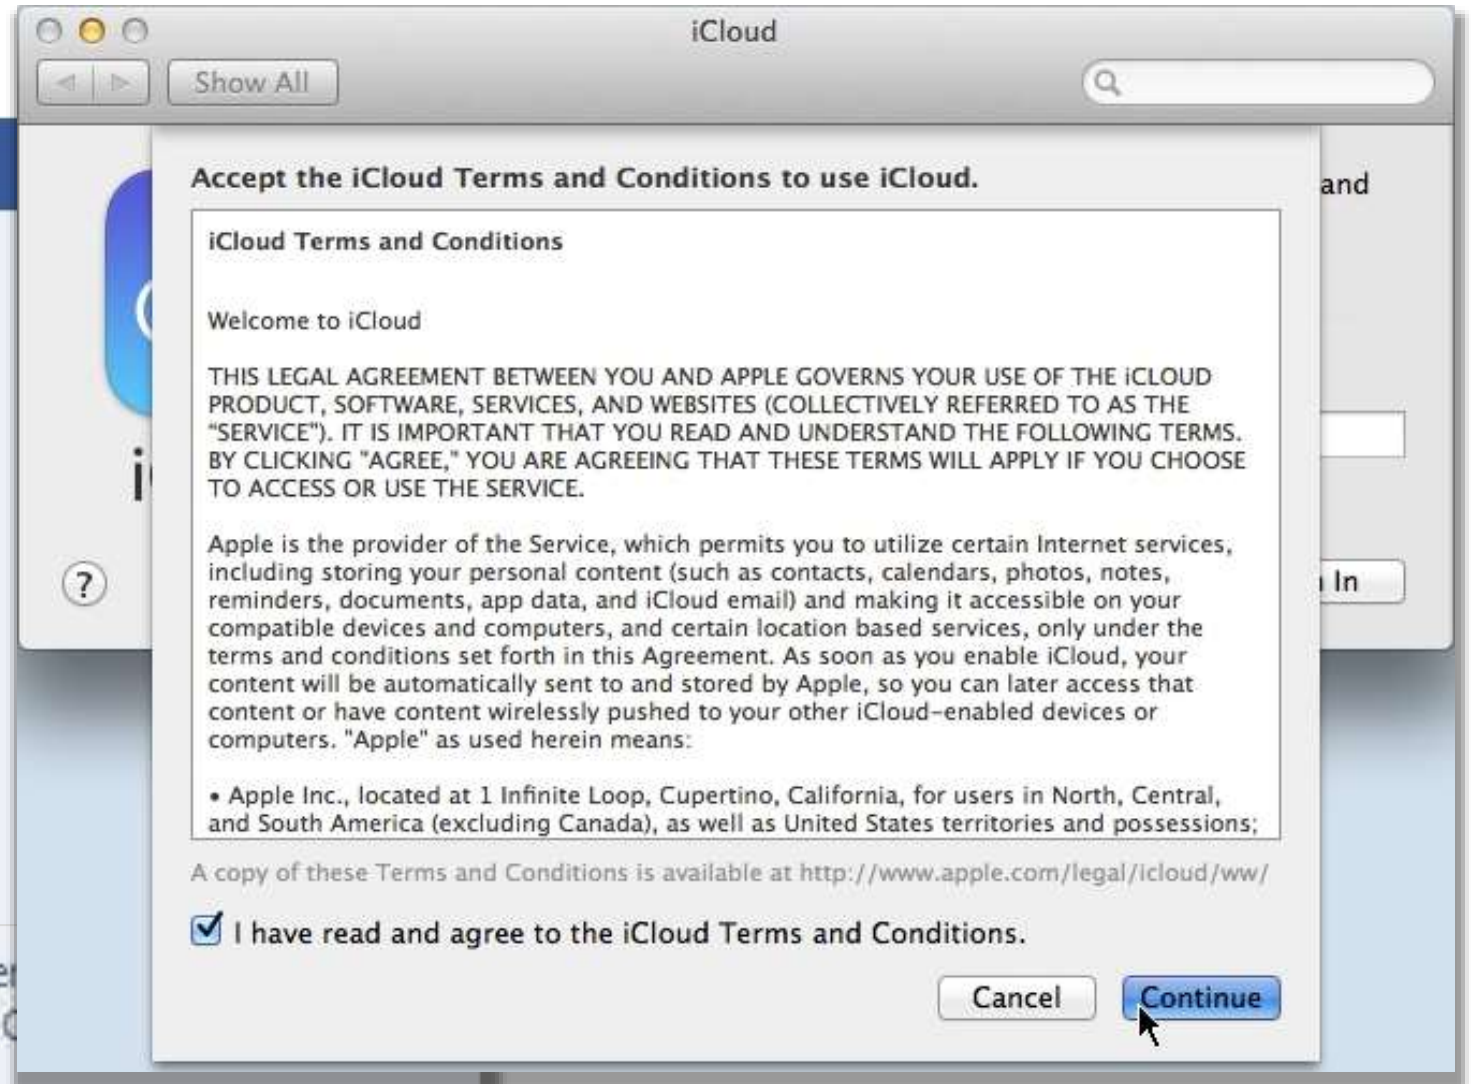 iCloud
Show All
and
Accept the iCloud Terms and Conditions to use iCloud.
iCloud Terms and Conditions
Welcome to iCloud
THIS LEGAL AGREEMENT BETWEEN YOU AND APPLE GOVERNS YOUR USE OF THE iCLOUD
PRODUCT, SOFTWARE, SERVICES, AND WEBSITES (COLLECTIVELY REFERRED TO AS THE
“SERVICE"). IT IS IMPORTANT THAT YOU READ AND UNDERSTAND THE FOLLOWING TERMS.
BY CLICKING "AGREE," YOU ARE AGREEING THAT THESE TERMS WILL APPLY IF YOU CHOOSE
TO ACCESS OR USE THE SERVICE.
Apple is the provider of the Service, which permits you to utilize certain Internet services,
including storing your personal content (such as contacts, calendars, photos, notes,
reminders, documents, app data, and iCloud email) and making it accessible on your
compatible devices and computers, and certain location based services, only under the
terms and conditions set forth in this Agreement. As soon as you enable iCloud, your
content will be automatically sent to and stored by Apple, so you can later access that
content or have content wirelessly pushed to your other iCloud-enabled devices or
computers. "Apple" as used herein means:
• Apple Inc., located at 1 Infinite Loop, Cupertino, California, for users in North, Central,
and South America (excluding Canada), as well as United States territories and possessions;
A copy of these Terms and Conditions is available at http://www.apple.com/legal/icloud/ww/
I have read and agree to the iCloud Terms and Conditions.
Cancel
Continue
?
In